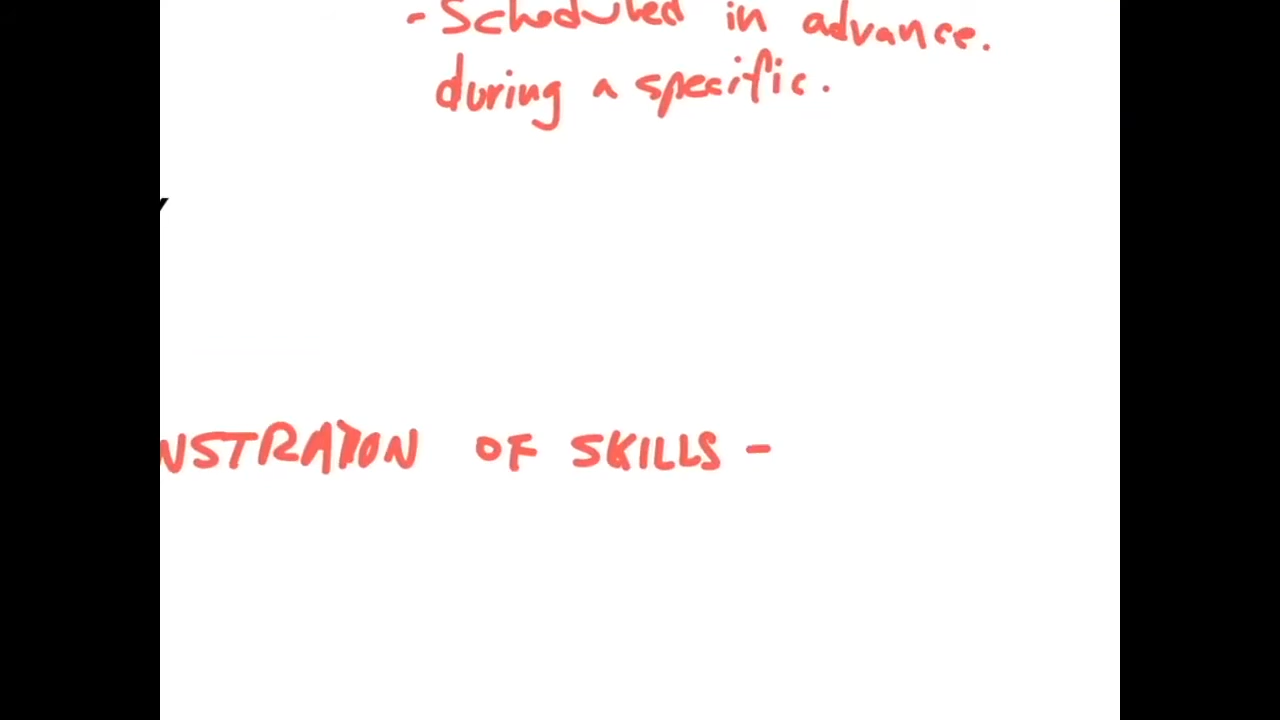 - Scheduled in advance.
during a specific.
NSTRATION OF SKILLS -